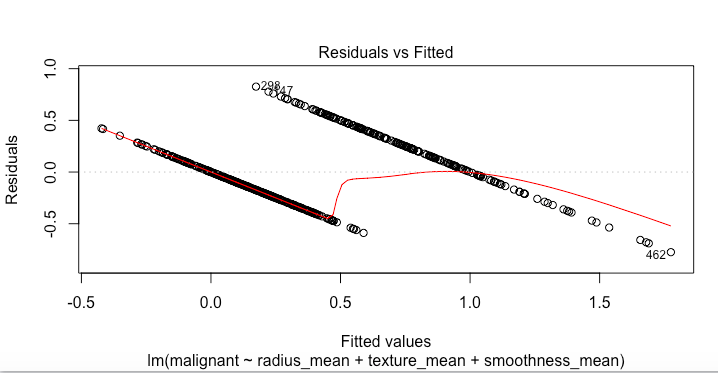 Residuals vs Fitted
1.0
0.5
0.0
-0.5
Residuals
298
147
462
-0.5 0.0 0.5 1.0 1.5
Fitted values
lm(malignant ~ radius_mean + texture_mean + smoothness_mean)